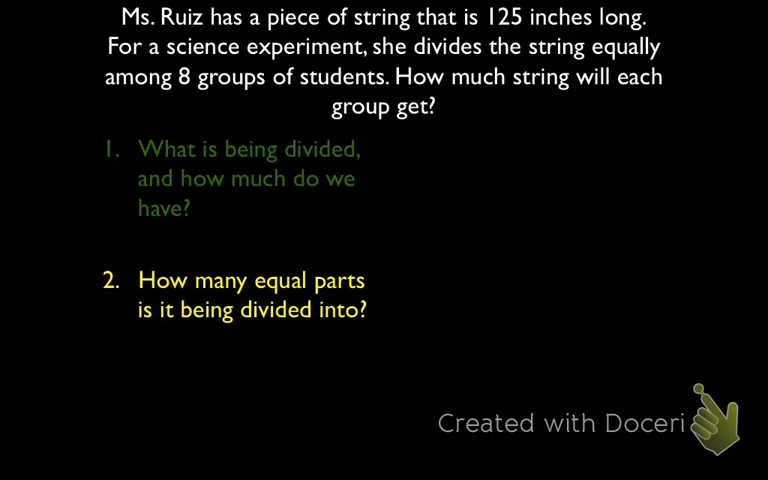 Ms. Ruiz has a piece of string that is 125 inches long.
For a science experiment, she divides the string equally
among 8 groups of students. How much string will each
group get?
1. What is being divided,
and how much do we
have?
2. How many equal parts
is it being divided into?
Created with Doceri